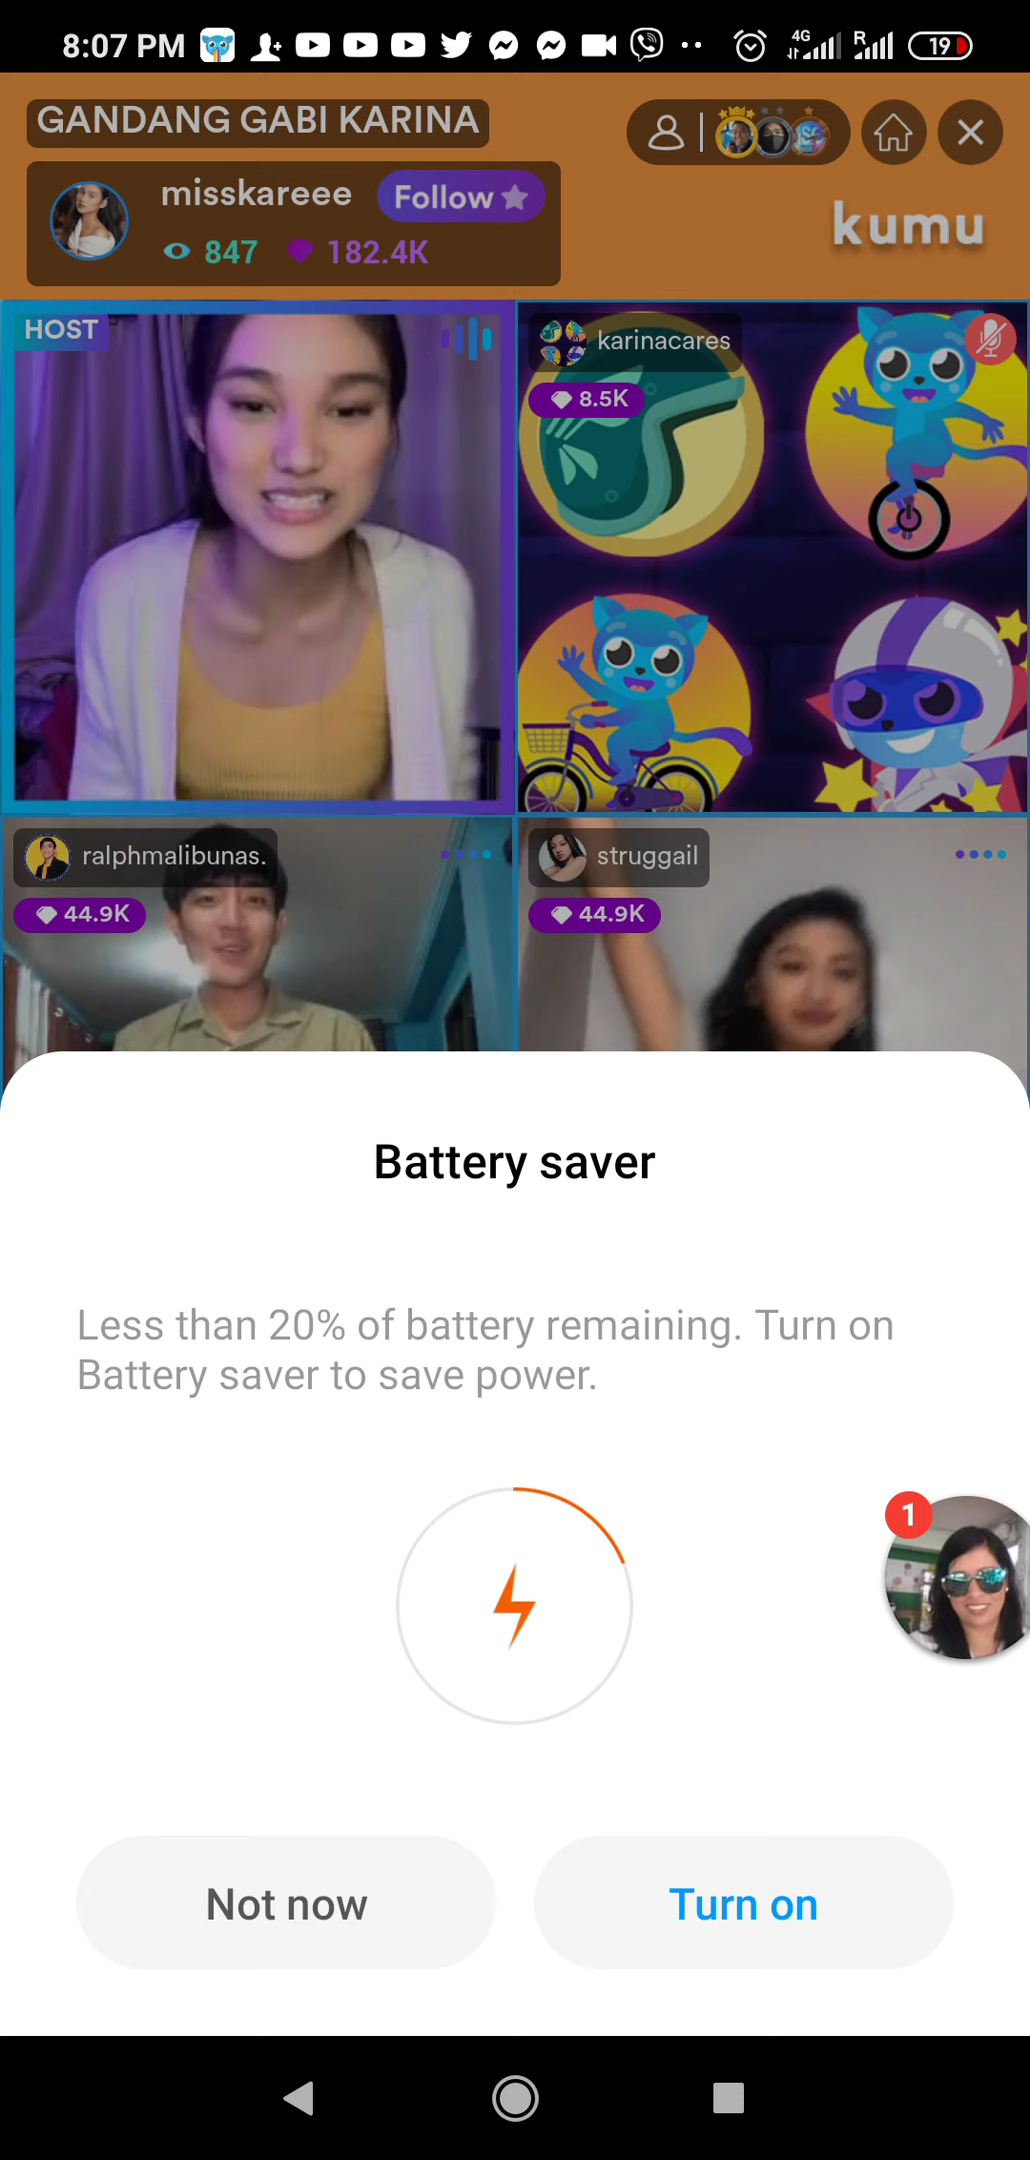 8:07 PM
4G
R
19
GANDANG GABI KARINA
misskareee
Follow
847
182.4K
kumu
HOST
karinacares
8.5K
ralphmalibunas.
44.9K
struggail
44.9K
Battery saver
Less than 20% of battery remaining. Turn on
Battery saver to save power.
1
Not now
Turn on